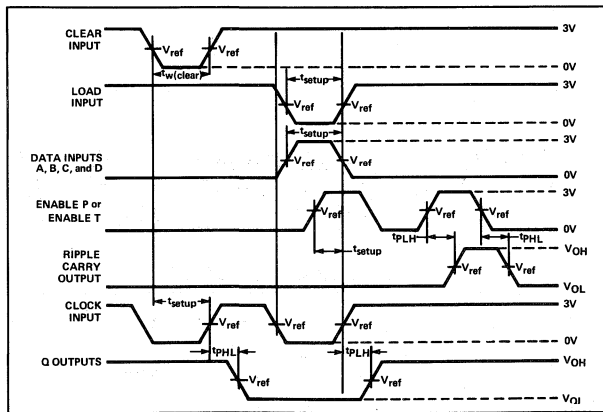 CLEAR INPUT
3V
Vref
Vref
tw(clear)
0V
LOAD INPUT
tsetup
3V
Vref
Vref
0V
tsetup
3V
DATA INPUTS A, B, C, and D
Vref
Vref
0V
3V
ENABLE P or ENABLE T
Vref
Vref
Vref
0V
tPLH
tPHL
tsetup
VOH
RIPPLE CARRY OUTPUT
Vref
Vref
VOL
CLOCK INPUT
tsetup
3V
Vref
Vref
Vref
0V
tPHL
tPLH
Q OUTPUTS
VOH
Vref
Vref
VOL